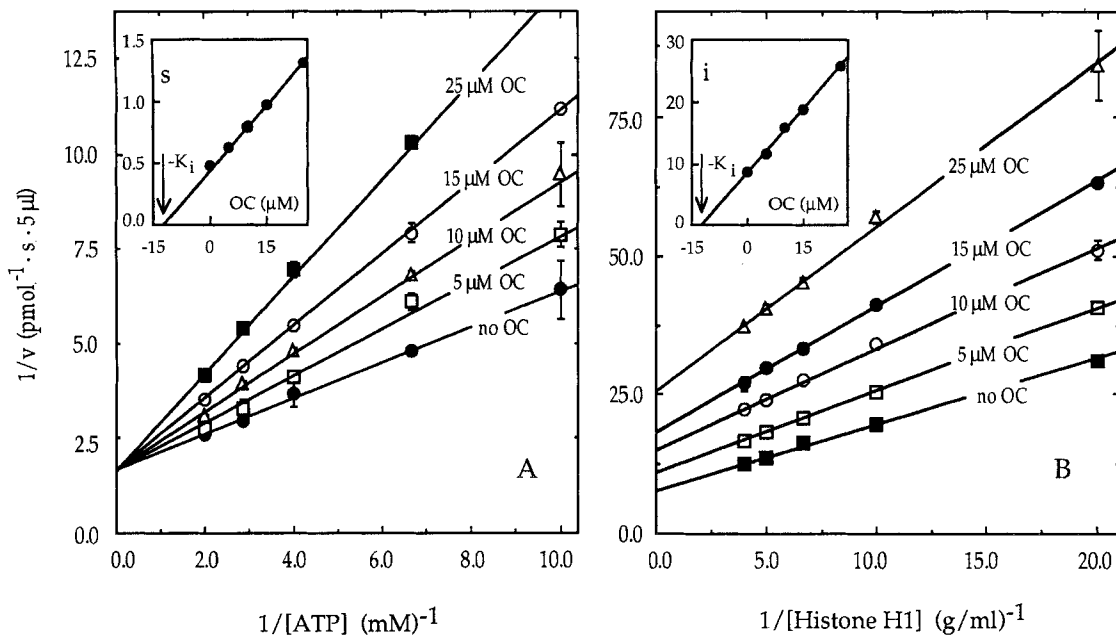 12.5
10.0
7.5
5.0
2.5
0.0
1/v (pmol⁻¹ · s · 5 µl)
1.5
1.0
0.5
0.0
s
-Kᵢ
OC (µM)
-15 0 15
25 µM OC
15 µM OC
10 µM OC
5 µM OC
no OC
A
0.0 2.0 4.0 6.0 8.0 10.0
1/[ATP] (mM)⁻¹
75.0
50.0
25.0
0.0
30
20
10
0
i
-Kᵢ
OC (µM)
-15 0 15
25 µM OC
15 µM OC
10 µM OC
5 µM OC
no OC
B
0.0 5.0 10.0 15.0 20.0
1/[Histone H1] (g/ml)⁻¹